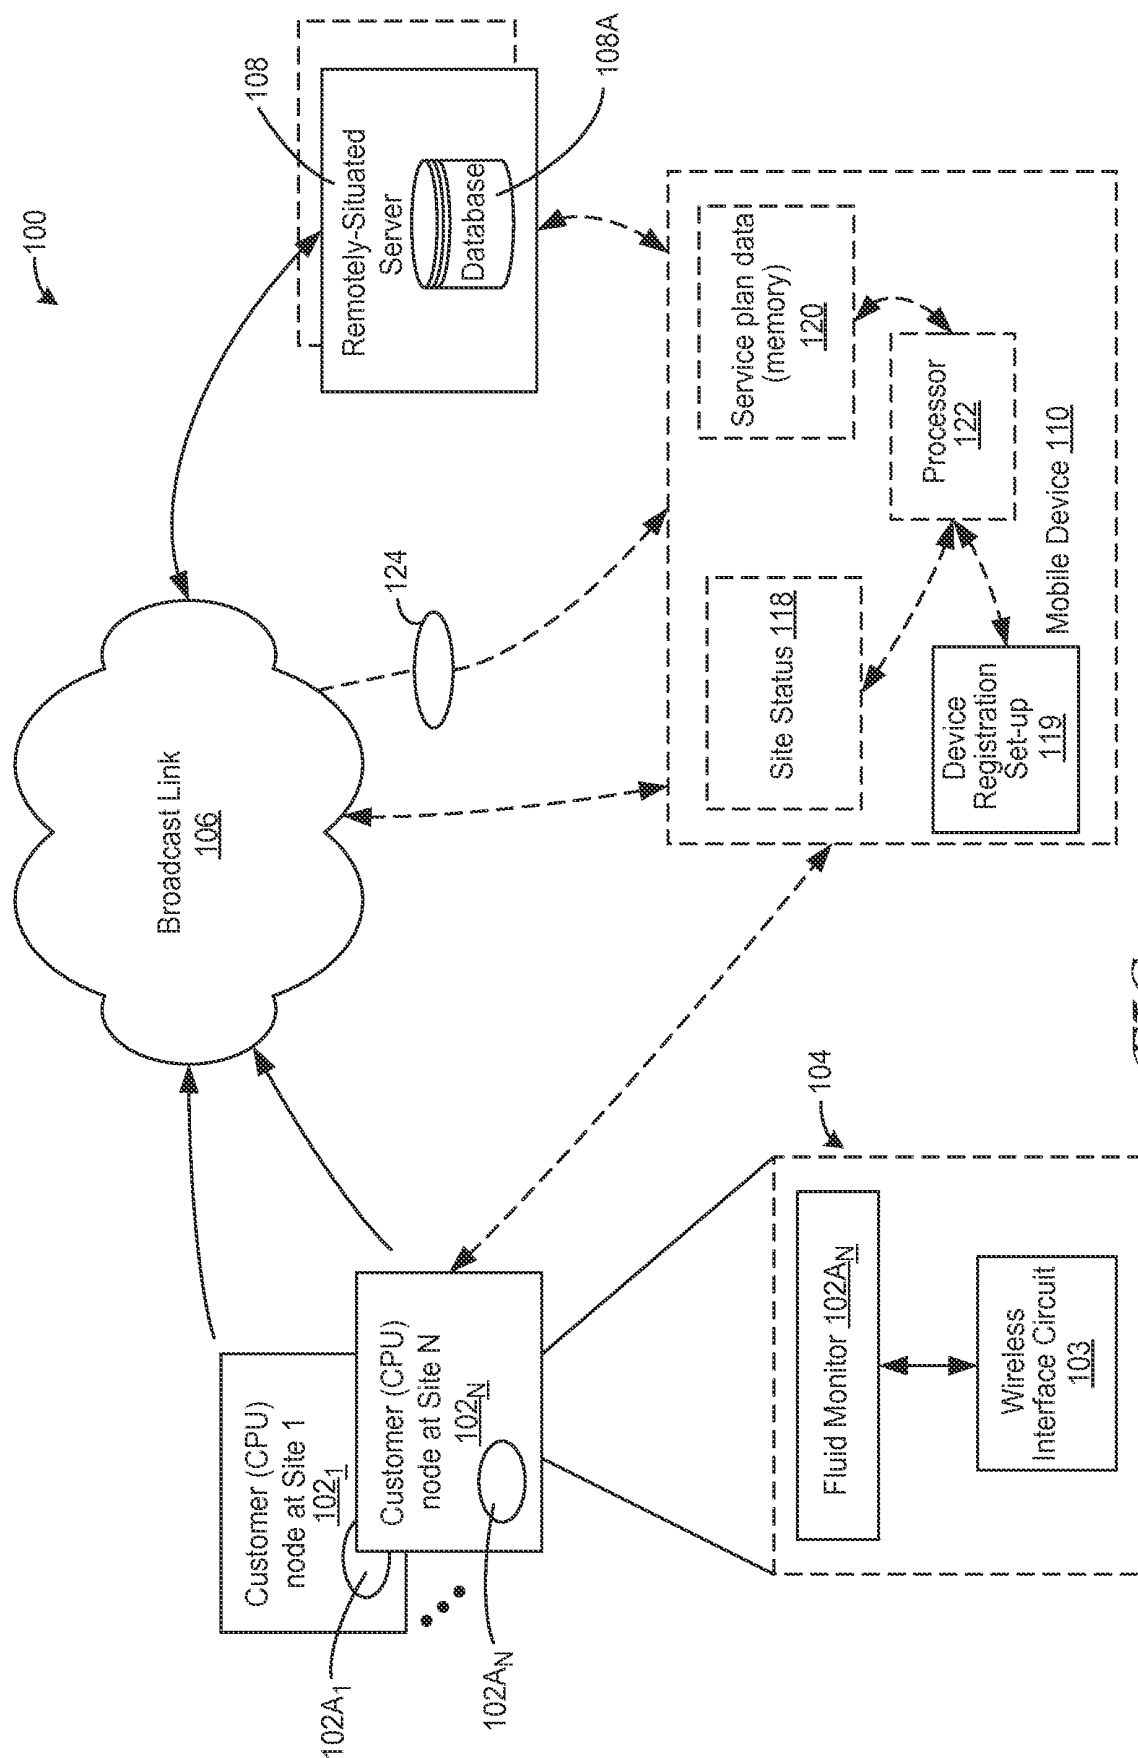 100
108
Remotely-Situated
Server
Database
108A
Broadcast Link
106
124
Service plan data
(memory)
120
Processor
122
Site Status 118
Device
Registration
Set-up
119
Mobile Device 110
Customer (CPU)
node at Site 1
102₁
Customer (CPU)
node at Site N
102N
102A₁
102AN
104
Fluid Monitor 102AN
Wireless
Interface Circuit
103